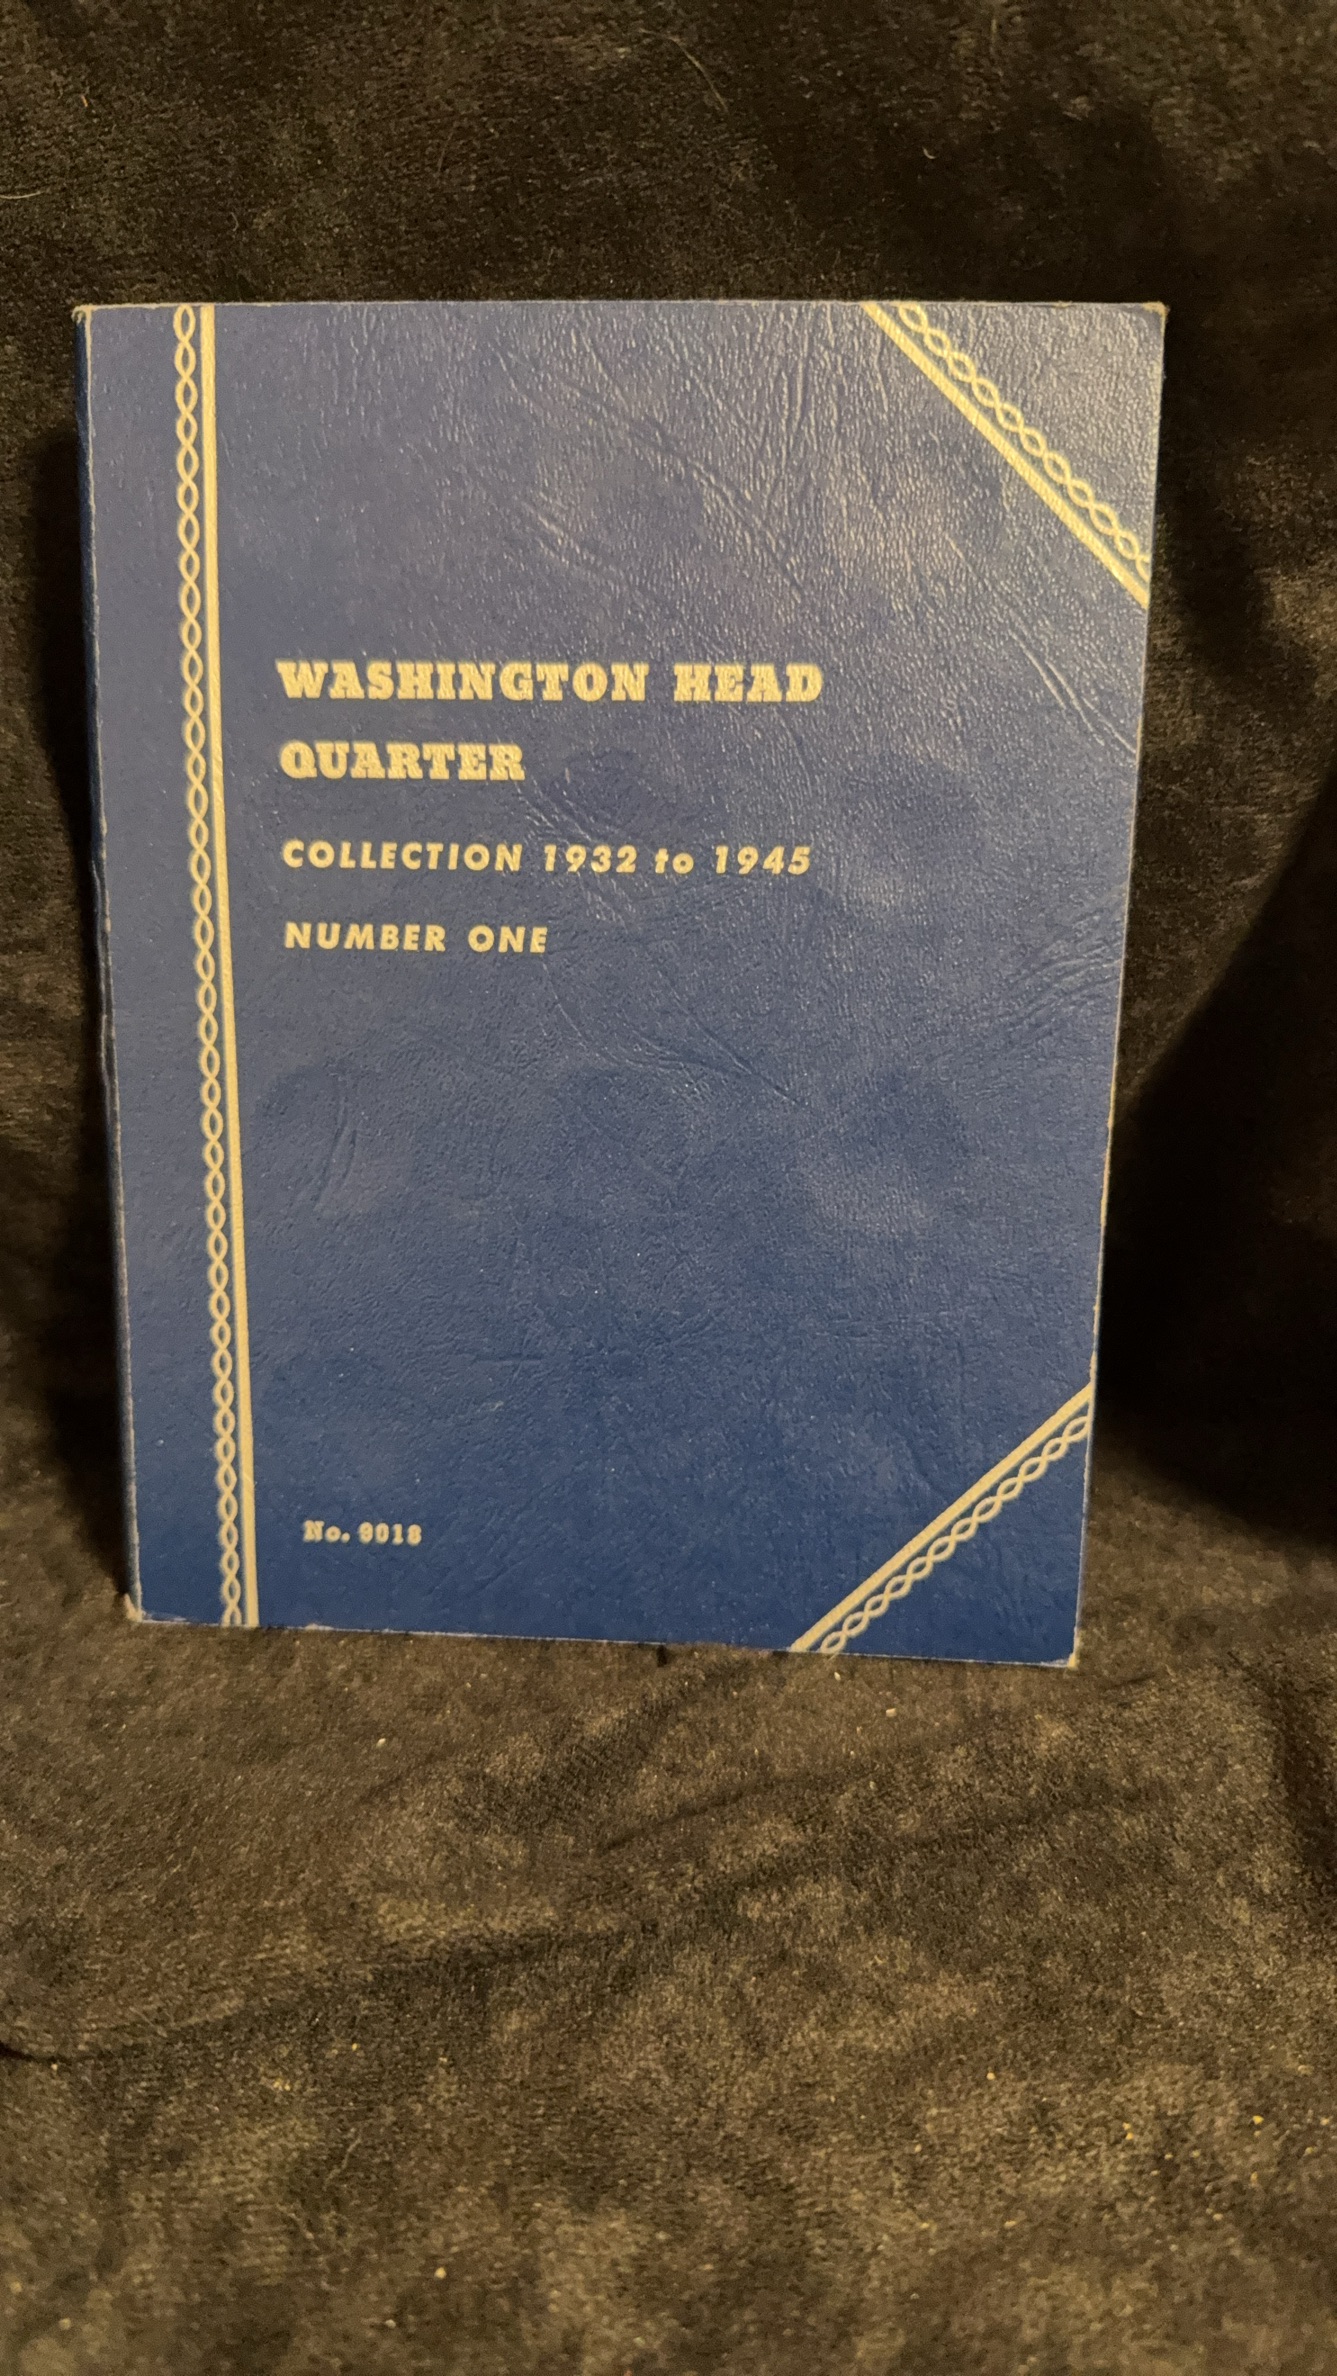 WASHINGTON HEAD
QUARTER
COLLECTION 1932 to 1945
NUMBER ONE
No. 9018